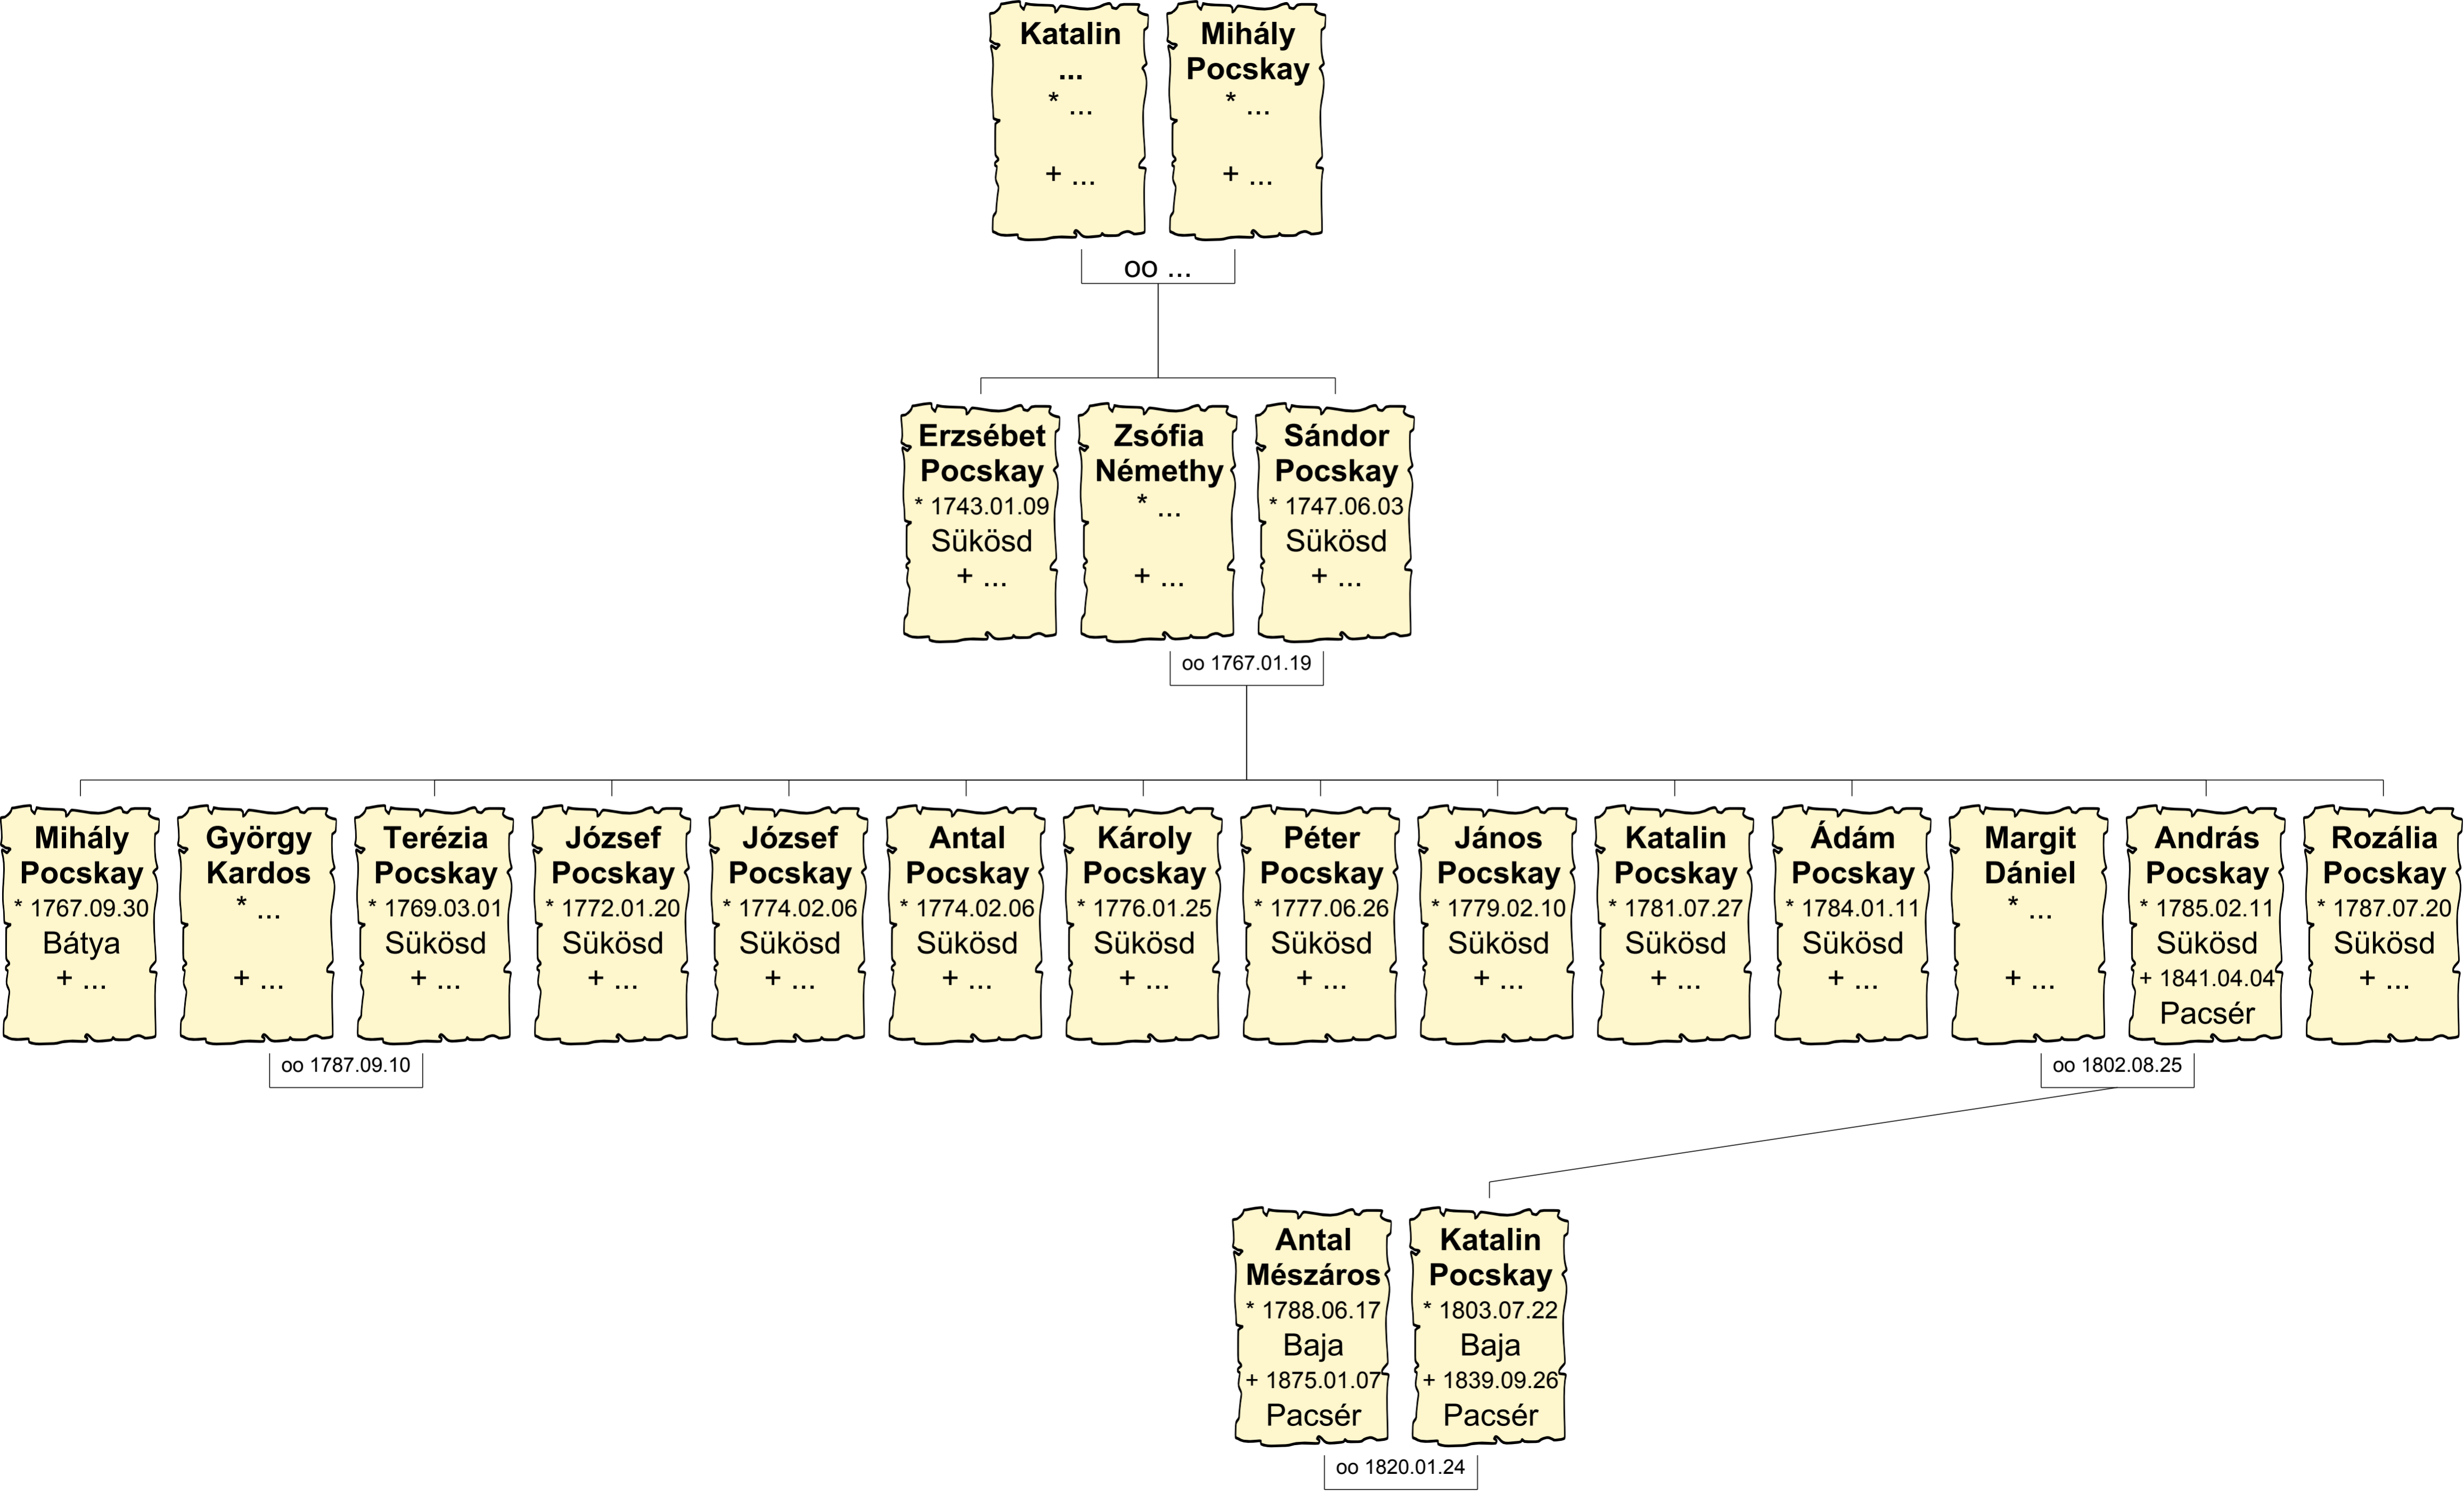 Katalin
...
* ...
+ ...
Mihály
Pocskay
* ...
+ ...
oo ...
Erzsébet
Pocskay
* 1743.01.09
Sükösd
+ ...
Zsófia
Némethy
* ...
+ ...
Sándor
Pocskay
* 1747.06.03
Sükösd
+ ...
oo 1767.01.19
Mihály
Pocskay
* 1767.09.30
Bátya
+ ...
György
Kardos
* ...
+ ...
Terézia
Pocskay
* 1769.03.01
Sükösd
+ ...
József
Pocskay
* 1772.01.20
Sükösd
+ ...
József
Pocskay
* 1774.02.06
Sükösd
+ ...
Antal
Pocskay
* 1774.02.06
Sükösd
+ ...
Károly
Pocskay
* 1776.01.25
Sükösd
+ ...
Péter
Pocskay
* 1777.06.26
Sükösd
+ ...
János
Pocskay
* 1779.02.10
Sükösd
+ ...
Katalin
Pocskay
* 1781.07.27
Sükösd
+ ...
Ádám
Pocskay
* 1784.01.11
Sükösd
+ ...
Margit
Dániel
* ...
+ ...
András
Pocskay
* 1785.02.11
Sükösd
+ 1841.04.04
Pacsér
Rozália
Pocskay
* 1787.07.20
Sükösd
+ ...
oo 1787.09.10
oo 1802.08.25
Antal
Mészáros
* 1788.06.17
Baja
+ 1875.01.07
Pacsér
Katalin
Pocskay
* 1803.07.22
Baja
+ 1839.09.26
Pacsér
oo 1820.01.24